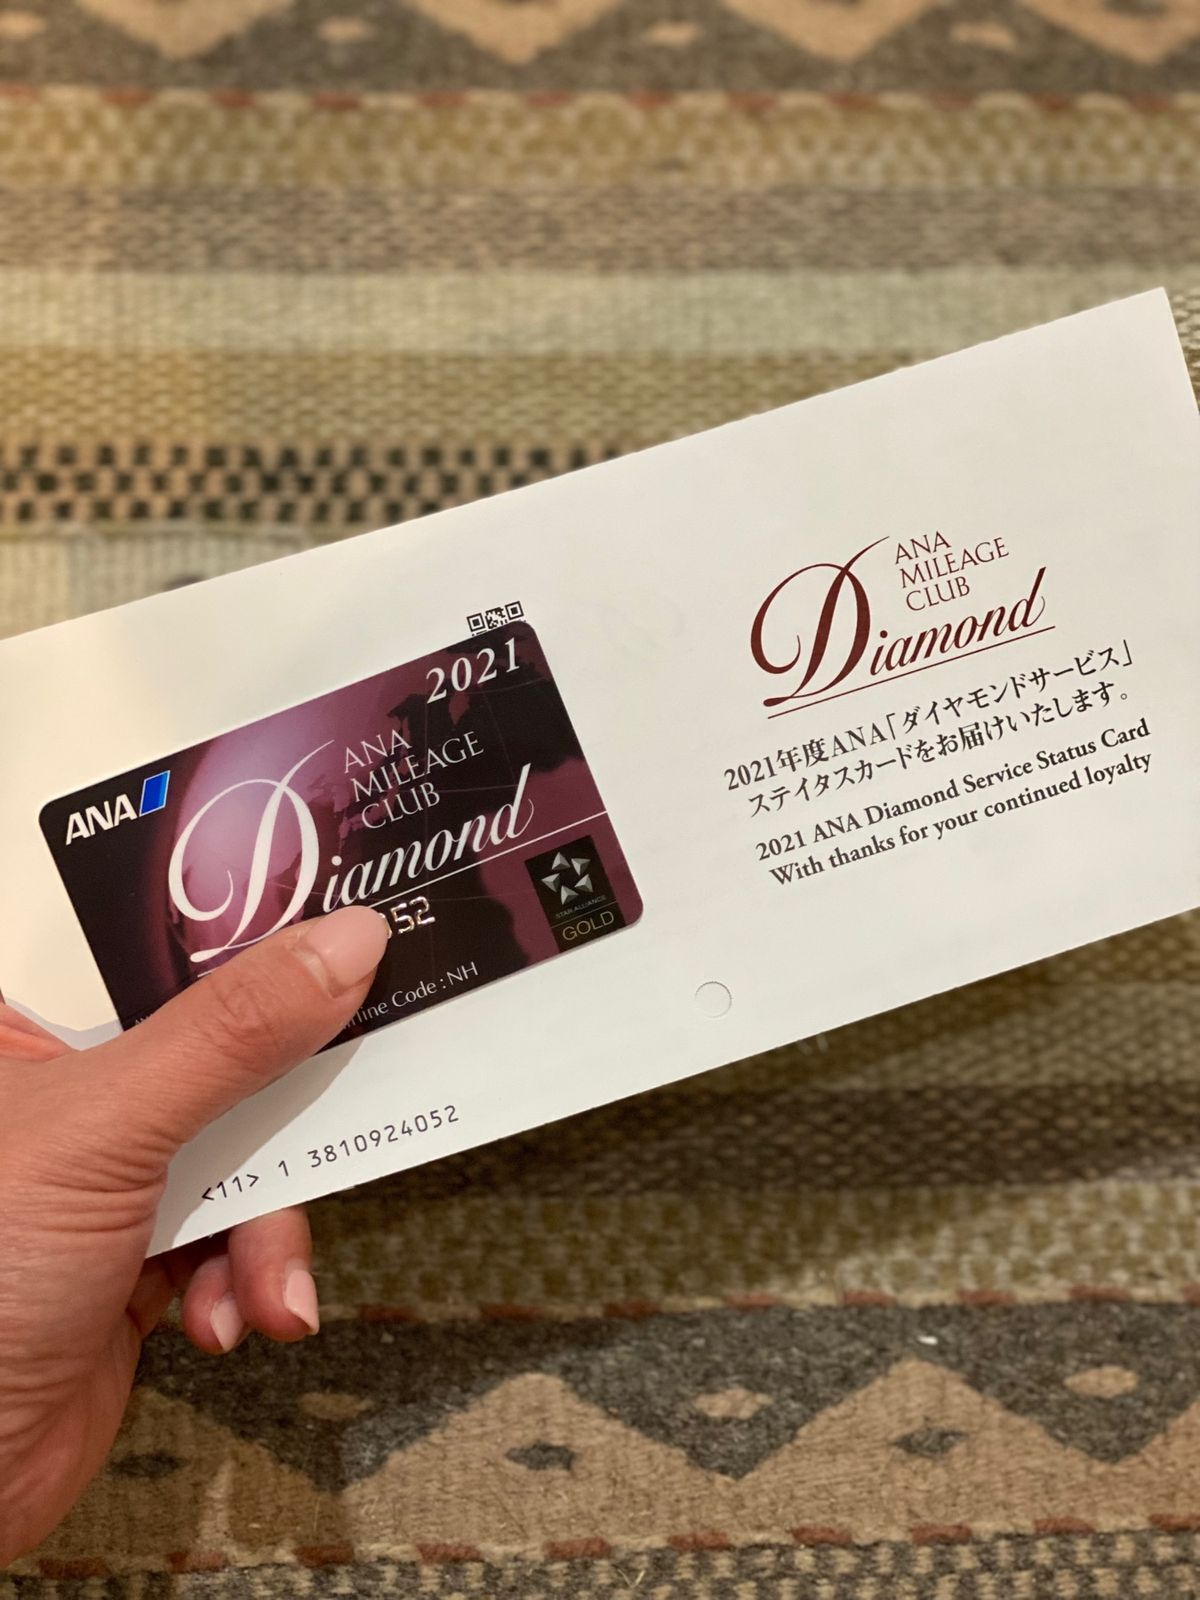 2021
ANA
ANA
MILEAGE
CLUB
Diamond
52
STAR ALLIANCE
GOLD
Airline Code : NH
<11> 1 3810924052
ANA
MILEAGE
CLUB
Diamond
2021年度ANA「ダイヤモンドサービス」
ステイタスカードをお届けいたします。
2021 ANA Diamond Service Status Card
With thanks for your continued loyalty